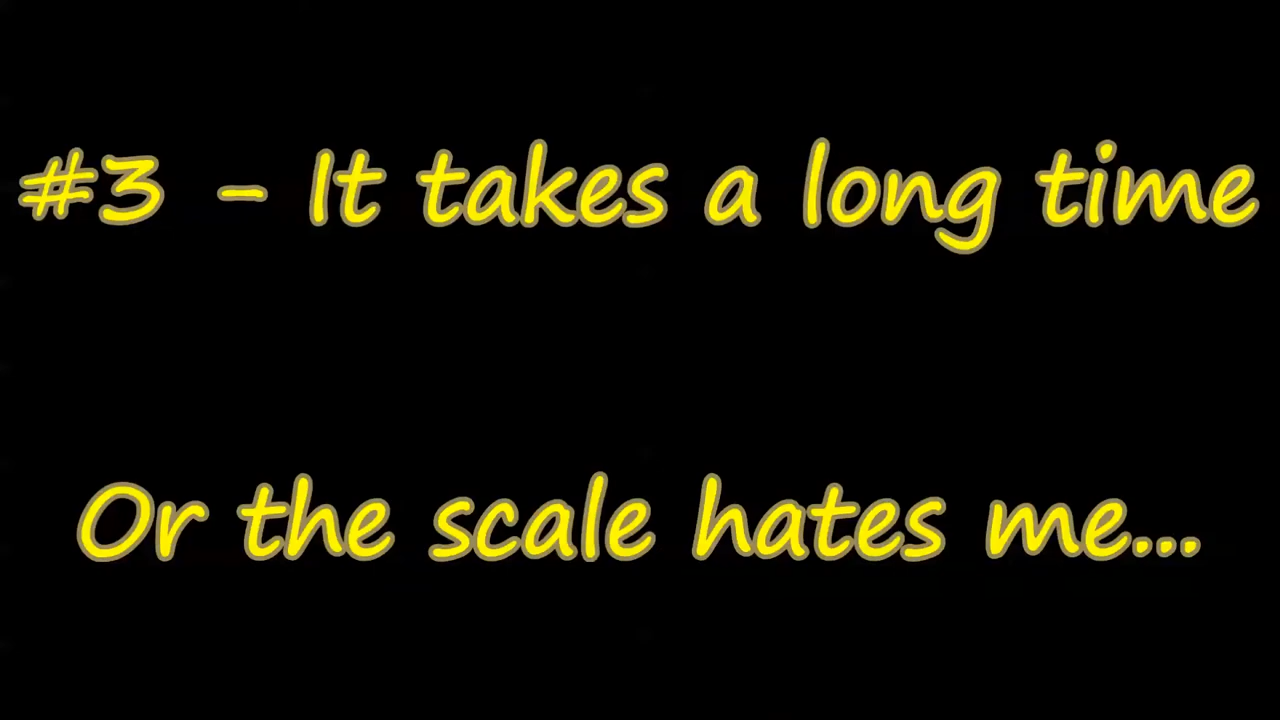 #3 - It takes a long time
Or the scale hates me...